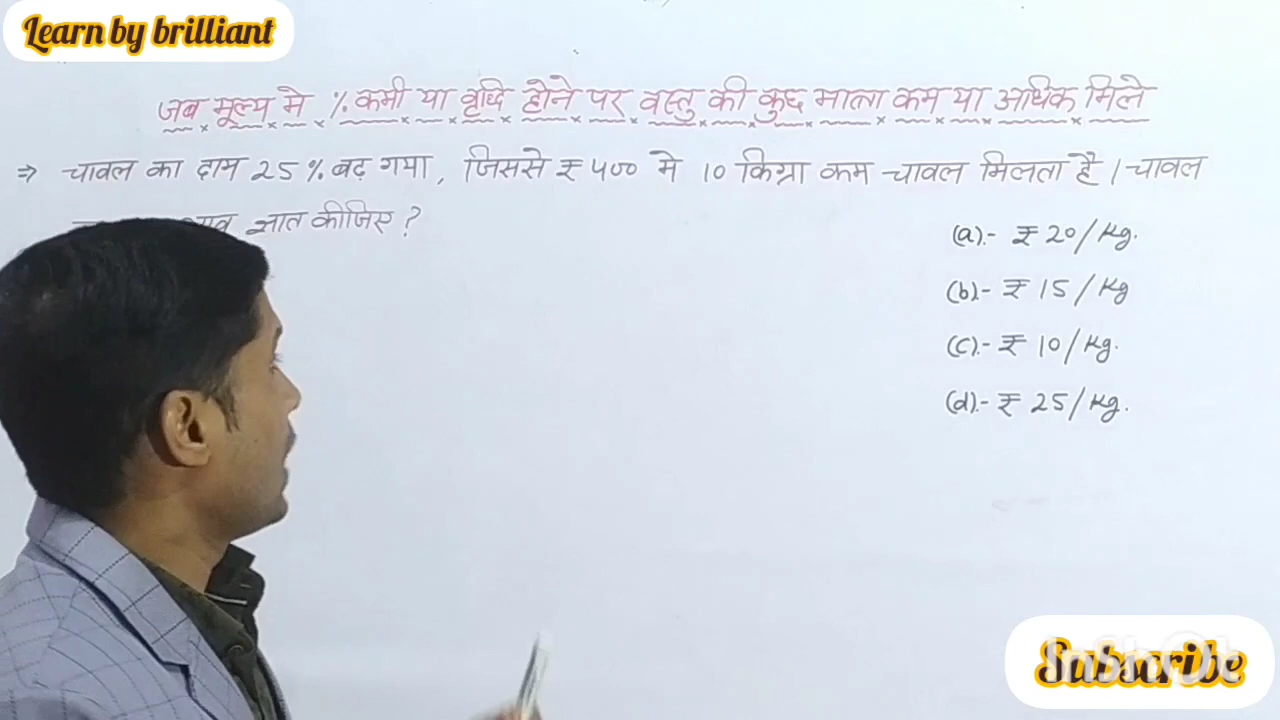 Learn by brilliant
जब मूल्य मे % कमी या वृद्धि होने पर वस्तु की कुछ मात्रा कम या अधिक मिले
⇒ चावल का दाम 25 % बढ़ गया, जिससे ₹ 400 मे 10 किग्रा कम चावल मिलता है / चावल
भाव ज्ञात कीजिए ?
(a).- ₹ 20/Kg.
(b).- ₹ 15/Kg
(c).- ₹ 10/Kg.
(d).- ₹ 25/Kg.
Subscribe